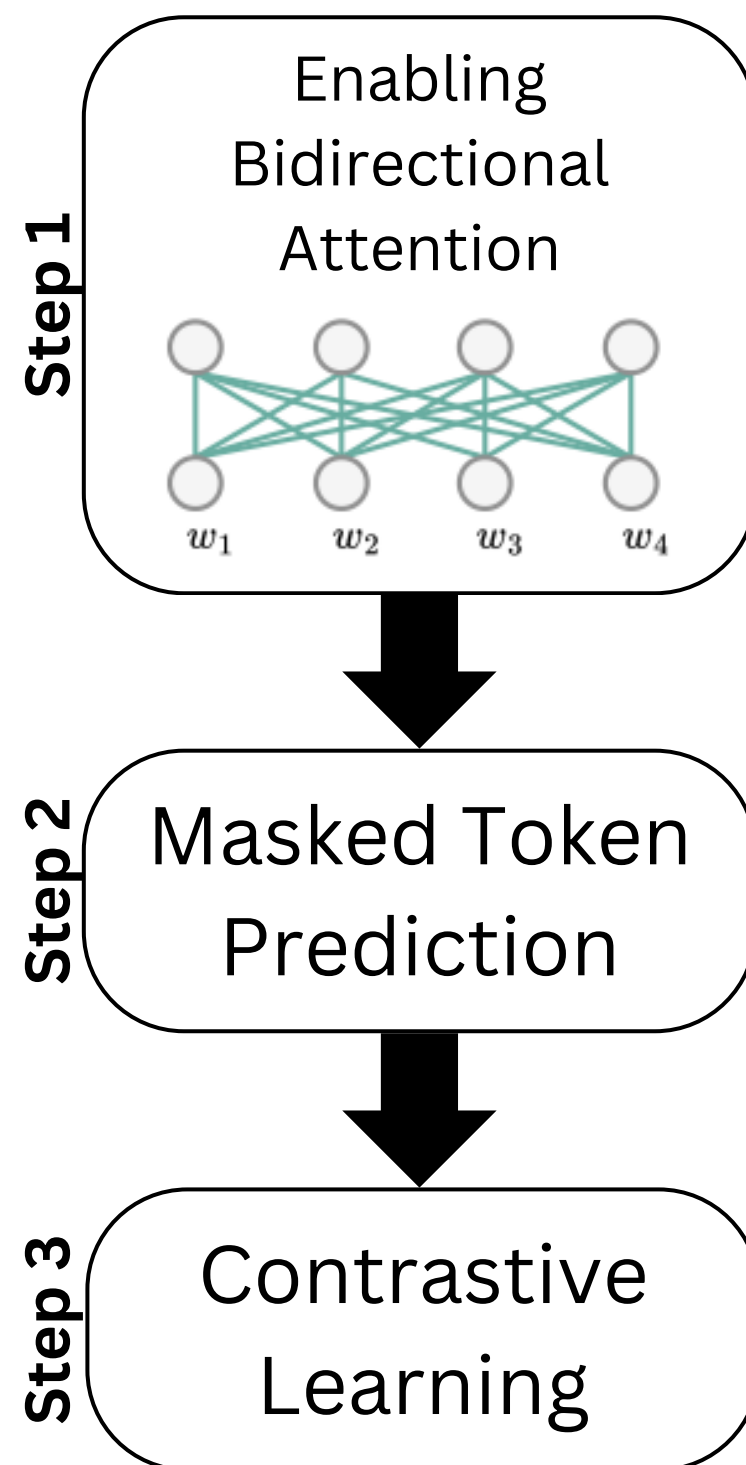 Step 1
Enabling
Bidirectional
Attention
w₁ w₂ w₃ w₄
Step 2
Masked Token
Prediction
Step 3
Contrastive
Learning